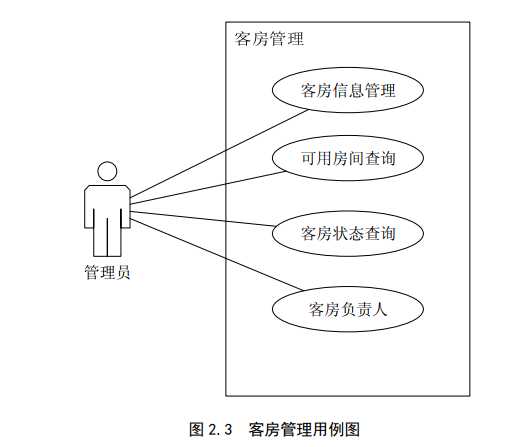 客房管理
客房信息管理
可用房间查询
客房状态查询
管理员
客房负责人
图 2.3 客房管理用例图